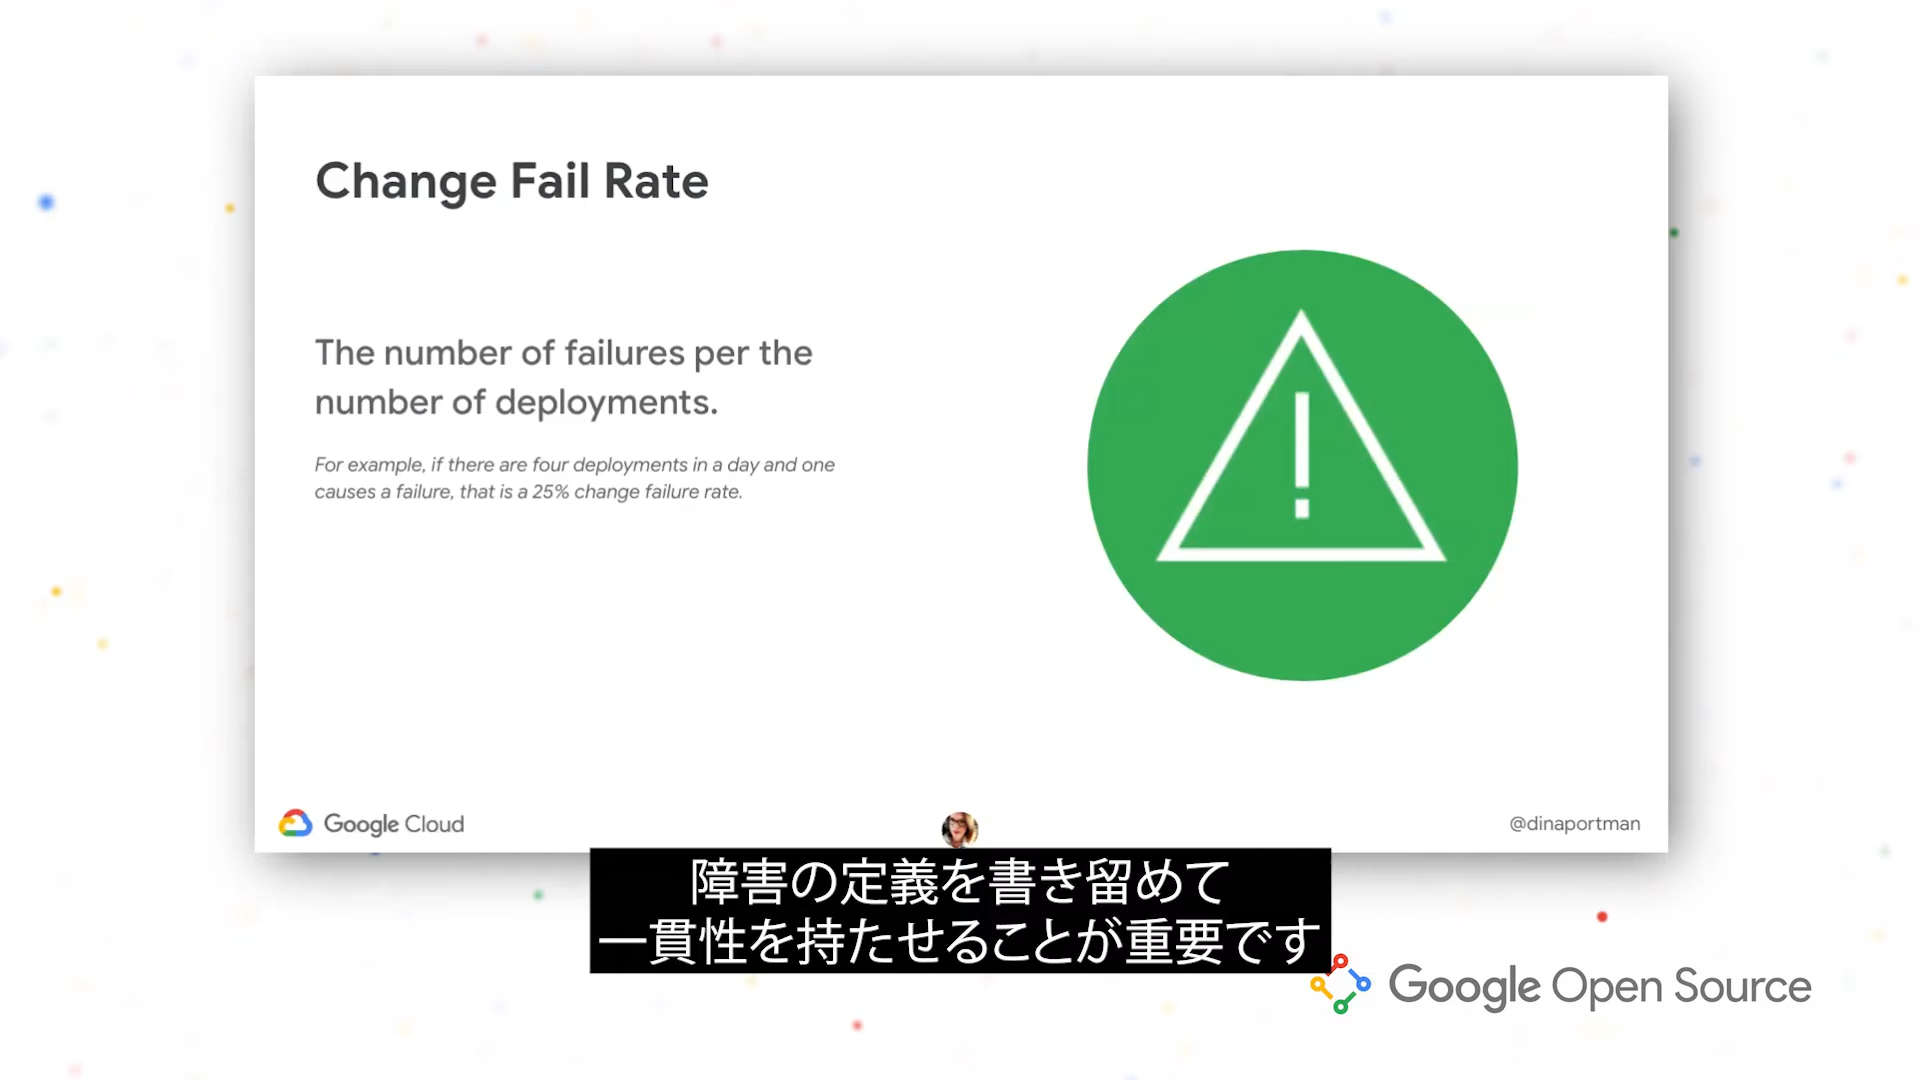 Change Fail Rate
The number of failures per the
number of deployments.
For example, if there are four deployments in a day and one
causes a failure, that is a 25% change failure rate.
Google Cloud
@dinaportman
障害の定義を書き留めて
一貫性を持たせることが重要です
Google Open Source